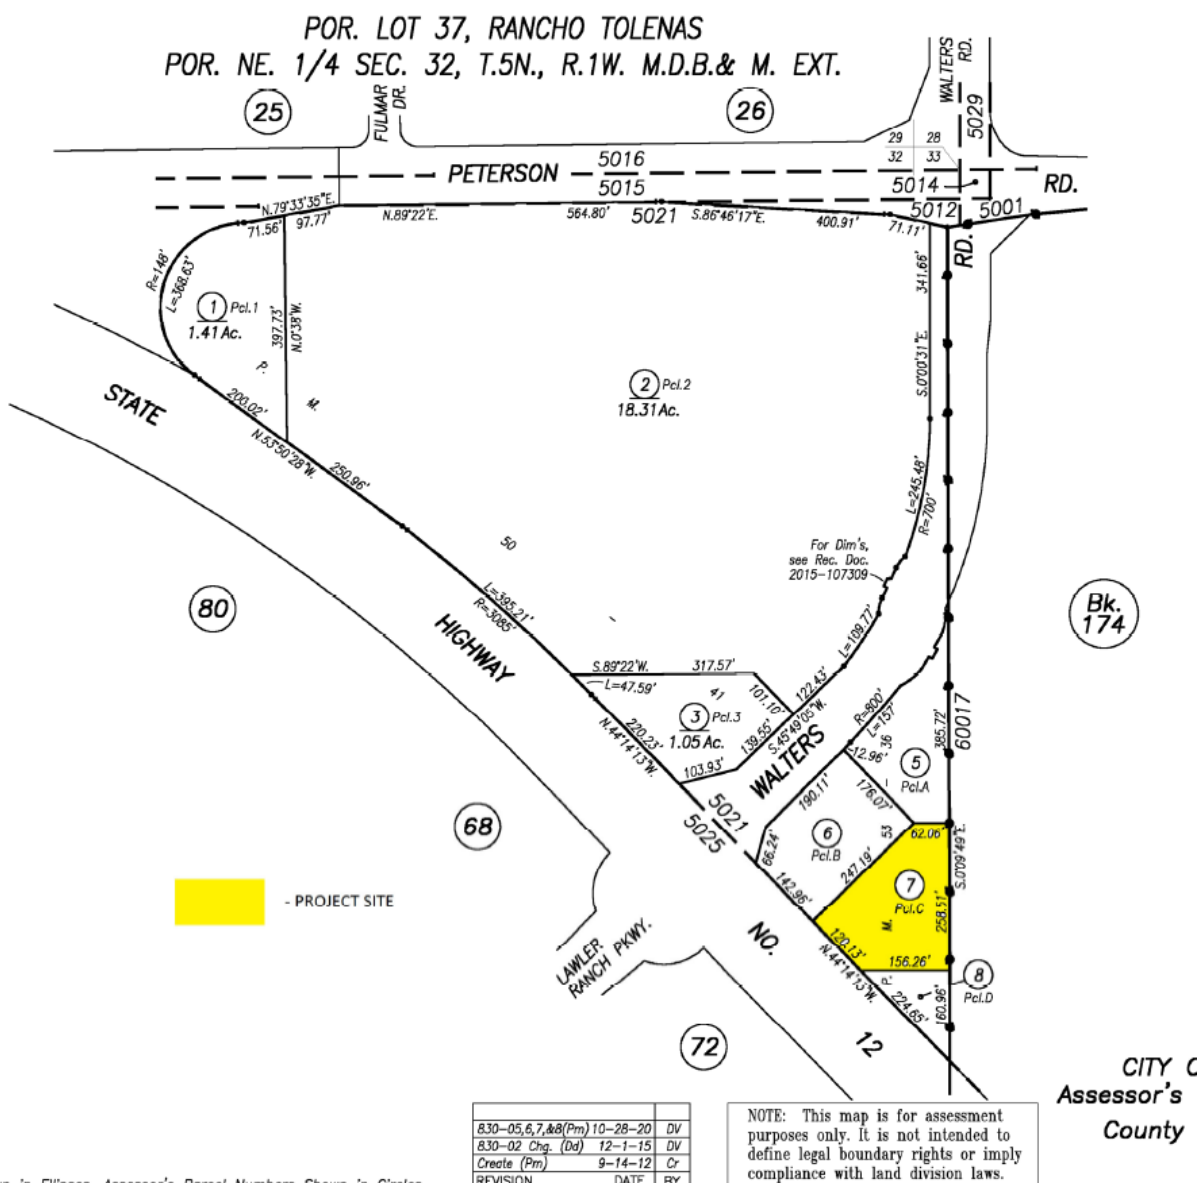 POR. LOT 37, RANCHO TOLENAS
POR. NE. 1/4 SEC. 32, T.5N., R.1W. M.D.B.& M. EXT.
25
FULMAR
DR.
26
WALTERS
RD.
5029
29 28
32 33
5016
PETERSON
5015
5014
RD.
N.79°33'35"E.
71.56'
97.77'
N.89°22'E.
564.80'
5021
S.86°46'17"E.
400.91'
71.11'
5012
5001
RD.
R=148'
L=368.63'
1 Pcl.1
1.41Ac.
397.73'
N.0°38'W.
P.
M.
341.66'
S.0°00'31"E.
2 Pcl.2
18.31Ac.
STATE
200.02'
N.53°50'28"W.
250.96'
L=245.48'
R=700'
50
For Dim's,
see Rec. Doc.
2015-107309
80
L=395.21'
R=3085'
HIGHWAY
Bk.
174
L=109.77'
S.89°22'W.
317.57'
L=47.59'
41
107.10'
122.43'
3 Pcl.3
1.05Ac.
220.23'
N.44°14'13"W.
139.55'
S.45°49'05"W.
103.93'
WALTERS
R=800'
L=157'
12.96'
36
385.72'
60017
5
Pcl.A
5021
5025
190.11'
176.07'
66.24'
6
Pcl.B
53
62.06'
S.0°09'49"E.
68
247.19'
142.96'
7
Pcl.C
258.51'
M.
- PROJECT SITE
120.13'
N.44°14'13"W.
156.26'
LAWLER
RANCH PKWY.
NO.
P.
224.65'
160.96'
8
Pcl.D
72
12
CITY
Assessor's
County
830-05,6,7,&8(Pm) 10-28-20 DV
830-02 Chg. (Dd) 12-1-15 DV
Create (Pm) 9-14-12 Cr
REVISION DATE BY
NOTE: This map is for assessment
purposes only. It is not intended to
define legal boundary rights or imply
compliance with land division laws.
in Ellipses, Assessor's Parcel Numbers Shown in Circles